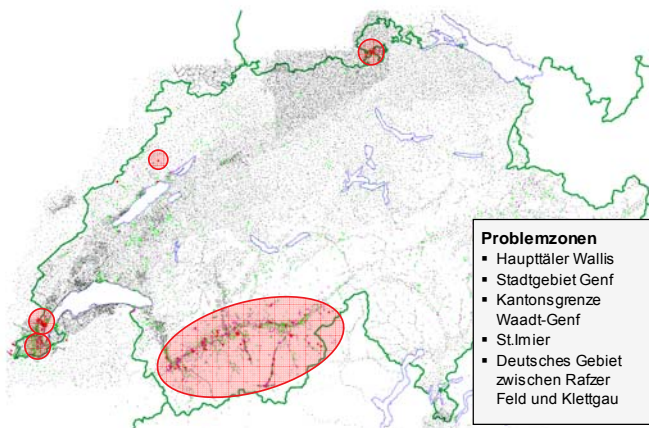 Problemzonen
▪ Haupttäler Wallis
▪ Stadtgebiet Genf
▪ Kantonsgrenze
Waadt-Genf
▪ St.Imier
▪ Deutsches Gebiet
zwischen Rafzer
Feld und Klettgau